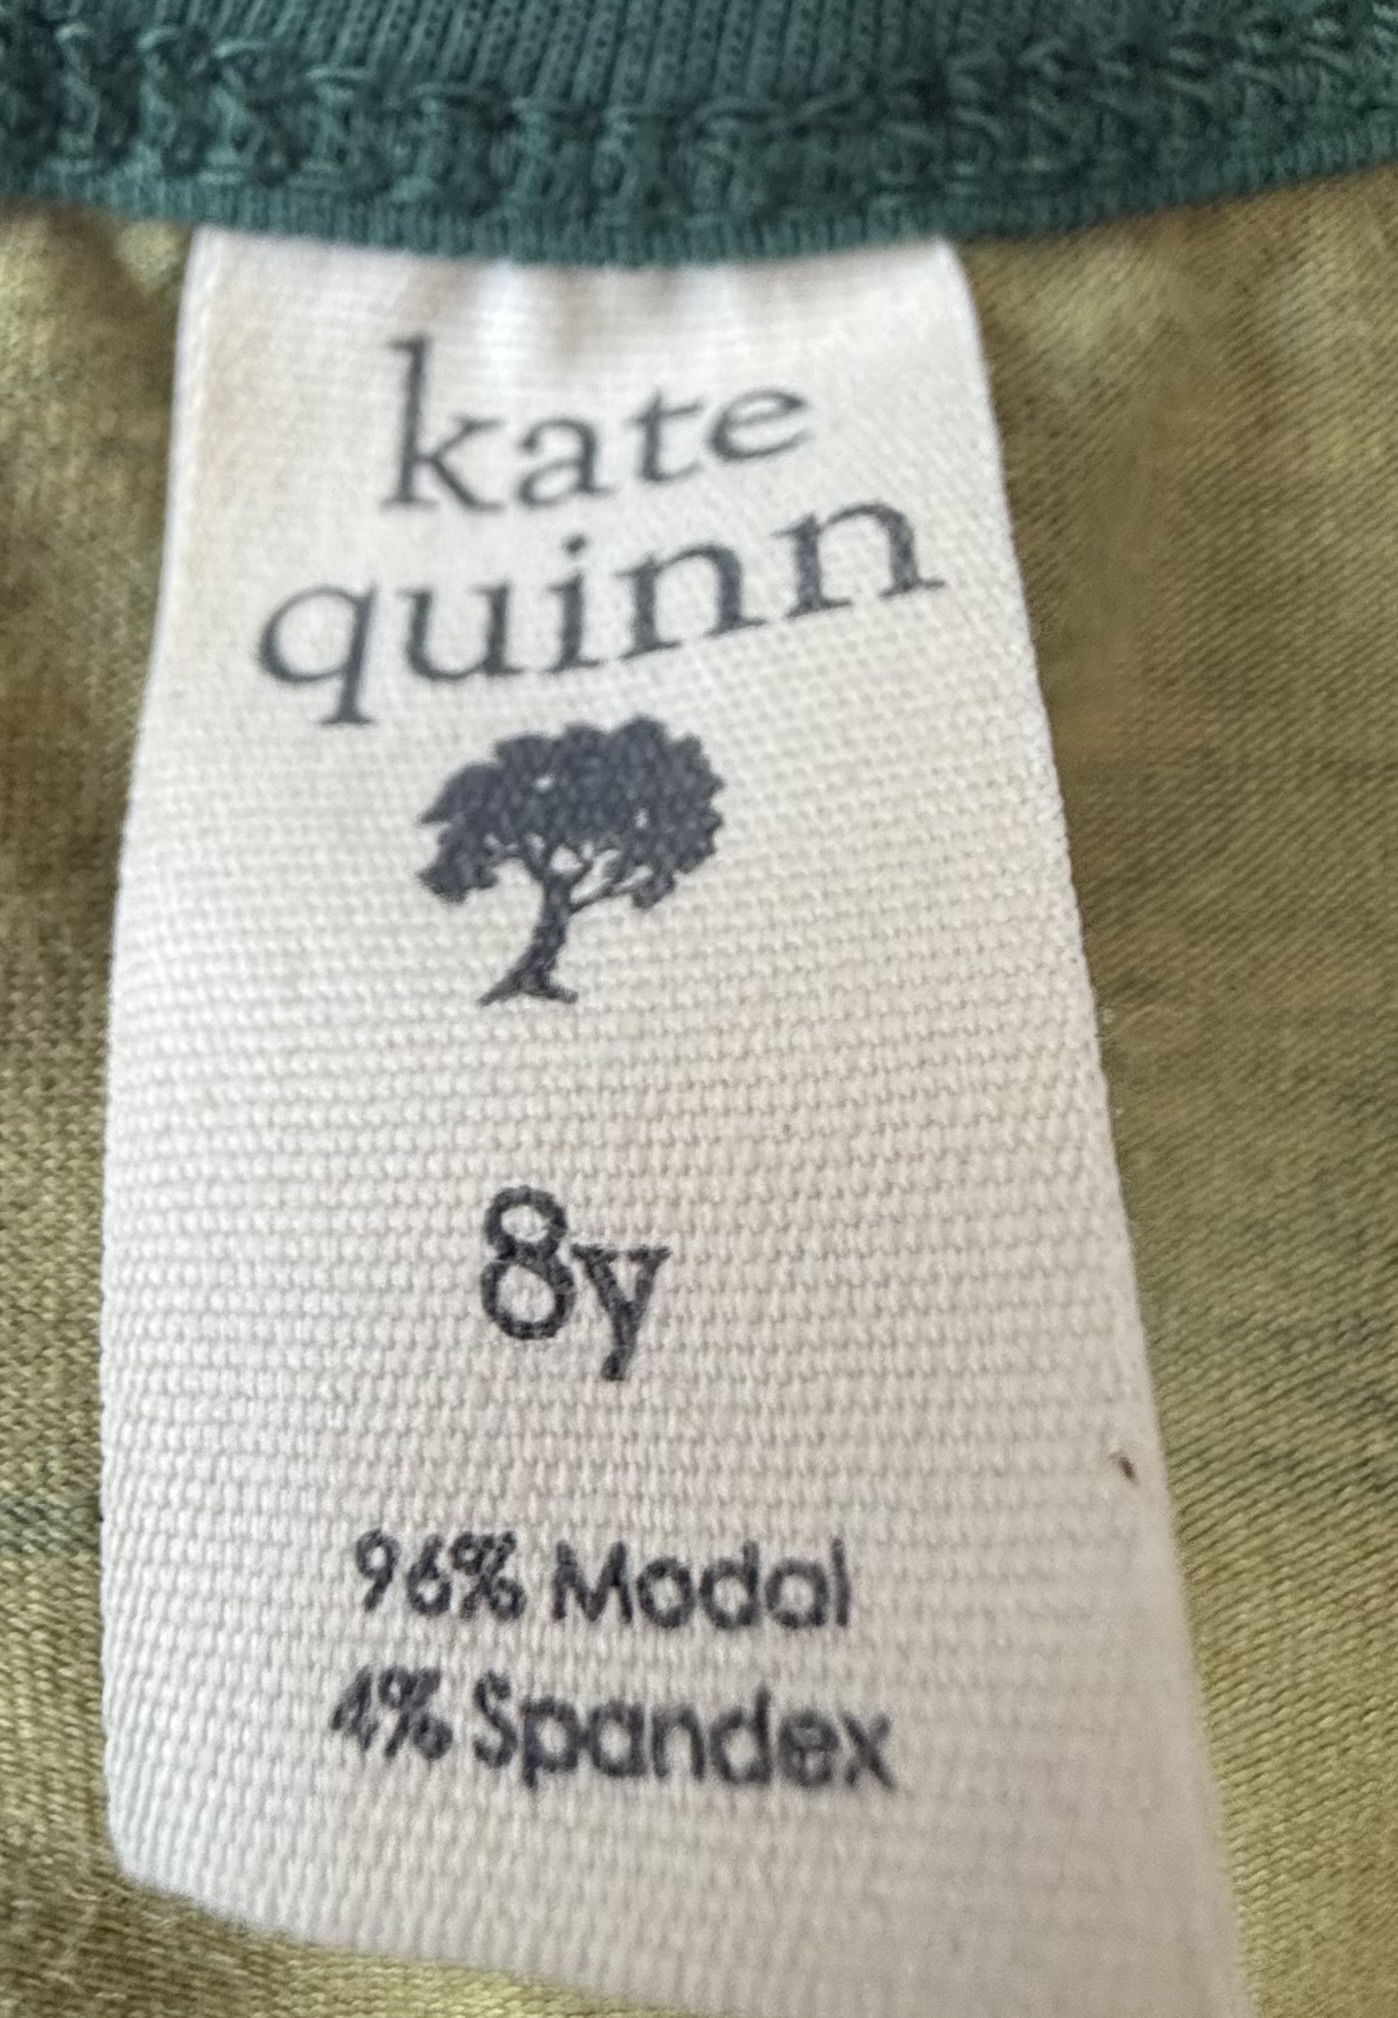 kate
quinn
8y
96% Modal
4% Spandex